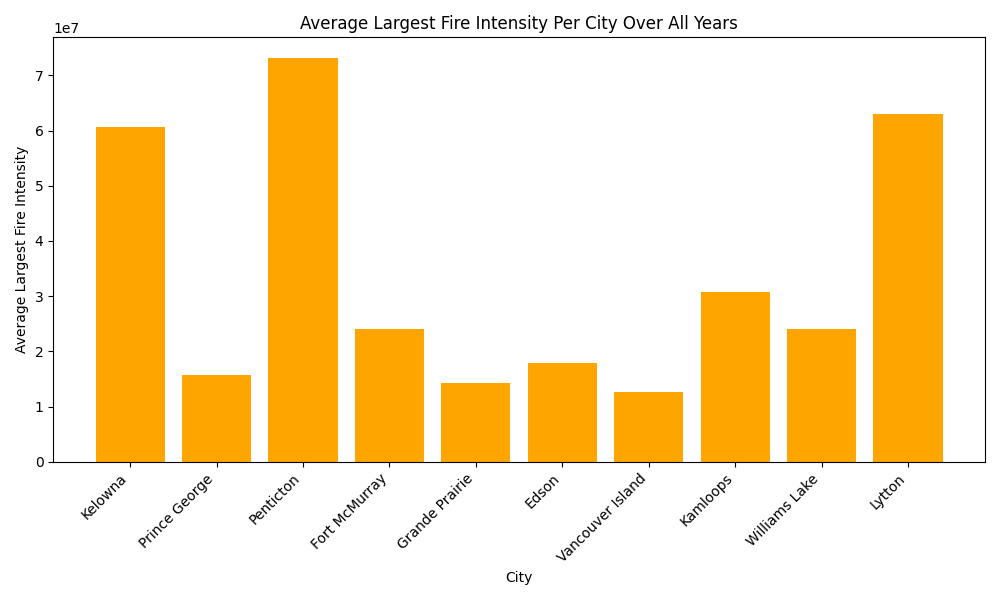 Average Largest Fire Intensity Per City Over All Years
1e7
7
6
5
4
3
2
1
0
Average Largest Fire Intensity
Kelowna
Prince George
Penticton
Fort McMurray
Grande Prairie
Edson
Vancouver Island
Kamloops
Williams Lake
Lytton
City